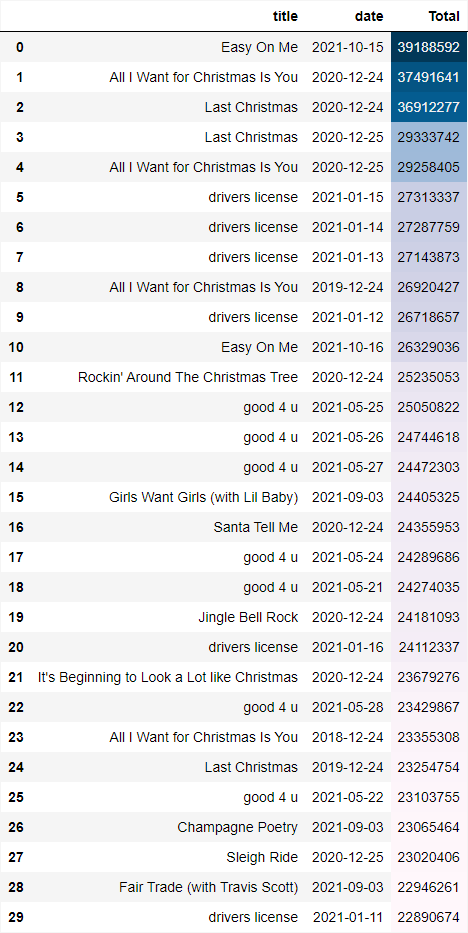 title date Total
0 Easy On Me 2021-10-15 39188592
1 All I Want for Christmas Is You 2020-12-24 37491641
2 Last Christmas 2020-12-24 36912277
3 Last Christmas 2020-12-25 29333742
4 All I Want for Christmas Is You 2020-12-25 29258405
5 drivers license 2021-01-15 27313337
6 drivers license 2021-01-14 27287759
7 drivers license 2021-01-13 27143873
8 All I Want for Christmas Is You 2019-12-24 26920427
9 drivers license 2021-01-12 26718657
10 Easy On Me 2021-10-16 26329036
11 Rockin' Around The Christmas Tree 2020-12-24 25235053
12 good 4 u 2021-05-25 25050822
13 good 4 u 2021-05-26 24744618
14 good 4 u 2021-05-27 24472303
15 Girls Want Girls (with Lil Baby) 2021-09-03 24405325
16 Santa Tell Me 2020-12-24 24355953
17 good 4 u 2021-05-24 24289686
18 good 4 u 2021-05-21 24274035
19 Jingle Bell Rock 2020-12-24 24181093
20 drivers license 2021-01-16 24112337
21 It's Beginning to Look a Lot like Christmas 2020-12-24 23679276
22 good 4 u 2021-05-28 23429867
23 All I Want for Christmas Is You 2018-12-24 23355308
24 Last Christmas 2019-12-24 23254754
25 good 4 u 2021-05-22 23103755
26 Champagne Poetry 2021-09-03 23065464
27 Sleigh Ride 2020-12-25 23020406
28 Fair Trade (with Travis Scott) 2021-09-03 22946261
29 drivers license 2021-01-11 22890674